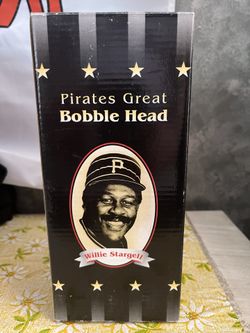 Pirates Great
Bobble Head
P
Willie Stargell